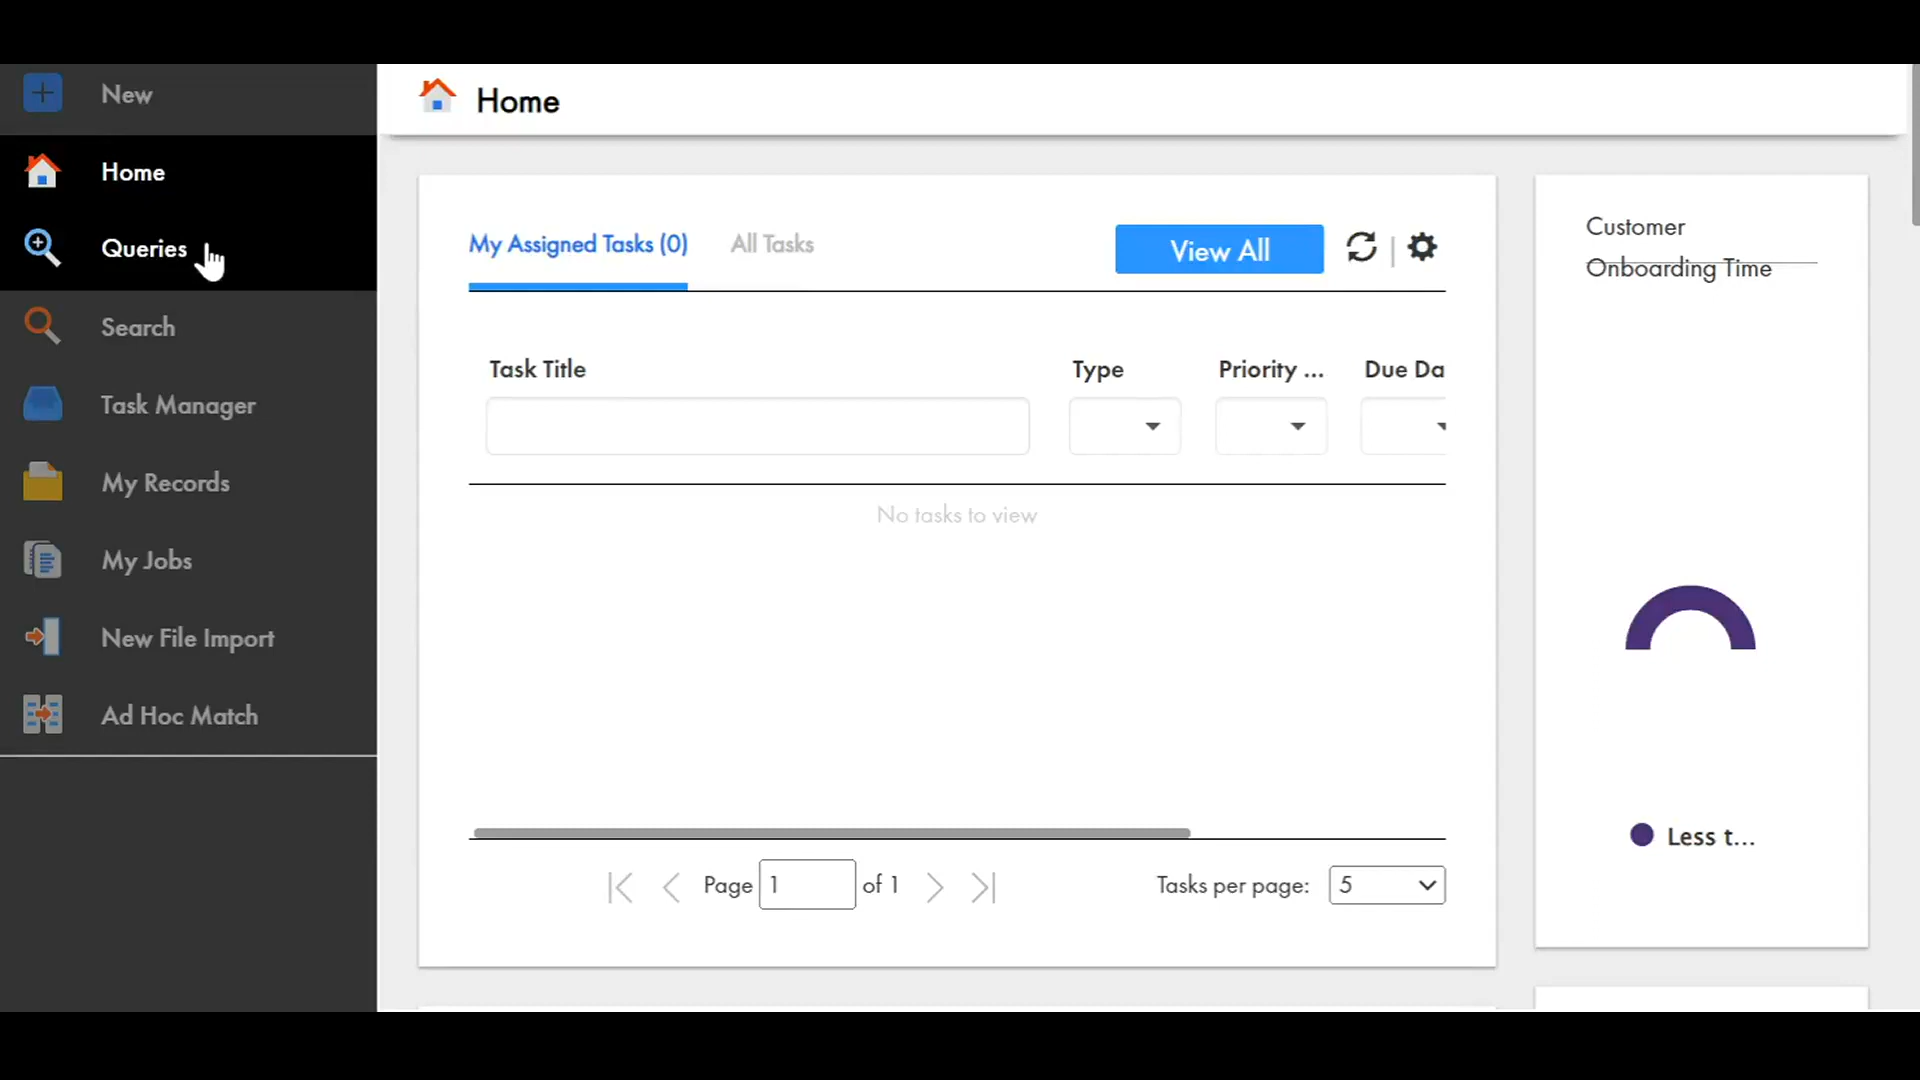 New
Home
Queries
Search
Task Manager
My Records
My Jobs
New File Import
Ad Hoc Match
Home
My Assigned Tasks (0)
All Tasks
View All
Task Title
Type
Priority ...
Due Da
No tasks to view
Page 1 of 1
Tasks per page: 5
Customer
Onboarding Time
Less t...